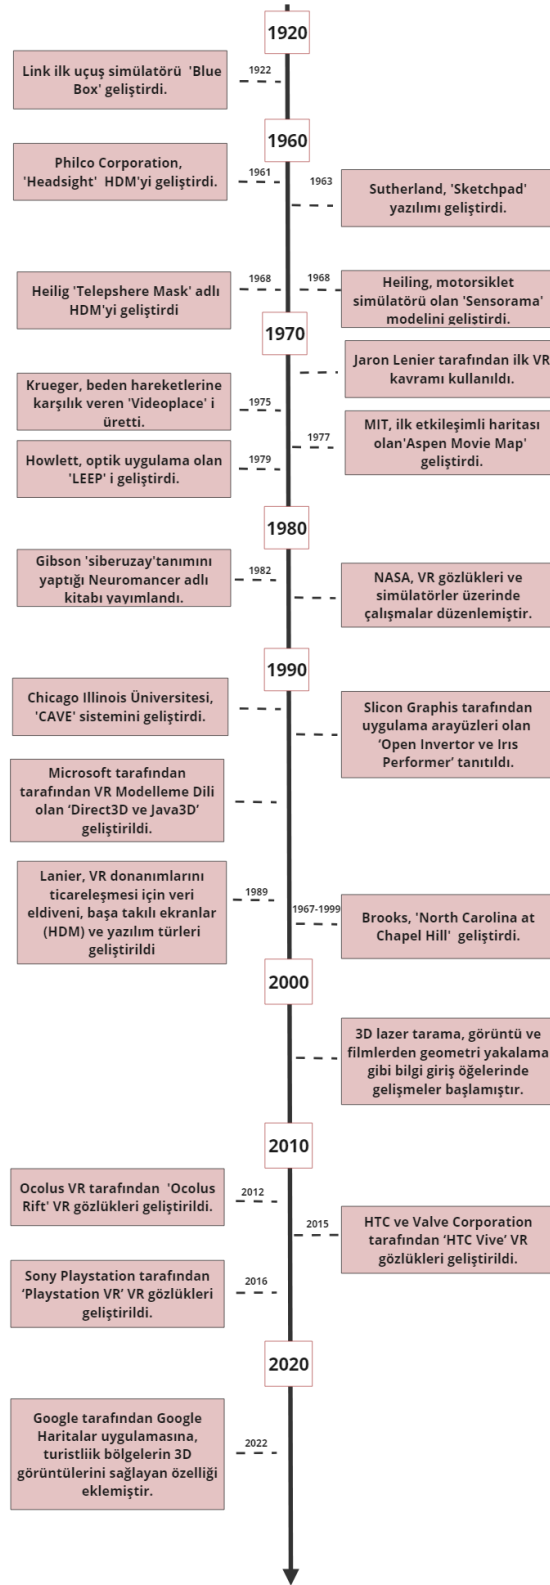 1920
1922
Link ilk uçuş simülatörü 'Blue
Box' geliştirdi.
1960
Philco Corporation,
'Headsight' HDM'yi geliştirdi.
1961
1963
Sutherland, 'Sketchpad'
yazılımı geliştirdi.
Heilig 'Telepshere Mask' adlı
HDM'yi geliştirdi
1968
1968
Heiling, motorsiklet
simülatörü olan 'Sensorama'
modelini geliştirdi.
1970
Jaron Lenier tarafından ilk VR
kavramı kullanıldı.
Krueger, beden hareketlerine
karşılık veren 'Videoplace' i
üretti.
1975
1977
MIT, ilk etkileşimli haritası
olan'Aspen Movie Map'
geliştirdi.
Howlett, optik uygulama olan
'LEEP' i geliştirdi.
1979
1980
Gibson 'siberuzay'tanımını
yaptığı Neuromancer adlı
kitabı yayımlandı.
1982
NASA, VR gözlükleri ve
simülatörler üzerinde
çalışmalar düzenlemiştir.
1990
Chicago Illinois Üniversitesi,
'CAVE' sistemini geliştirdi.
Slicon Graphis tarafından
uygulama arayüzleri olan
‘Open Invertor ve Irıs
Performer’ tanıtıldı.
Microsoft tarafından
tarafından VR Modelleme Dili
olan ‘Direct3D ve Java3D’
geliştirildi.
Lanier, VR donanımlarını
ticareleşmesi için veri
eldiveni, başa takılı ekranlar
(HDM) ve yazılım türleri
geliştirildi
1989
1967-1999
Brooks, 'North Carolina at
Chapel Hill' geliştirdi.
2000
3D lazer tarama, görüntü ve
filmlerden geometri yakalama
gibi bilgi giriş öğelerinde
gelişmeler başlamıştır.
2010
Ocolus VR tarafından 'Ocolus
Rift' VR gözlükleri geliştirildi.
2012
2015
HTC ve Valve Corporation
tarafından ‘HTC Vive’ VR
gözlükleri geliştirildi.
Sony Playstation tarafından
‘Playstation VR’ VR gözlükleri
geliştirildi.
2016
2020
Google tarafından Google
Haritalar uygulamasına,
turistliik bölgelerin 3D
görüntülerini sağlayan özelliği
eklemiştir.
2022